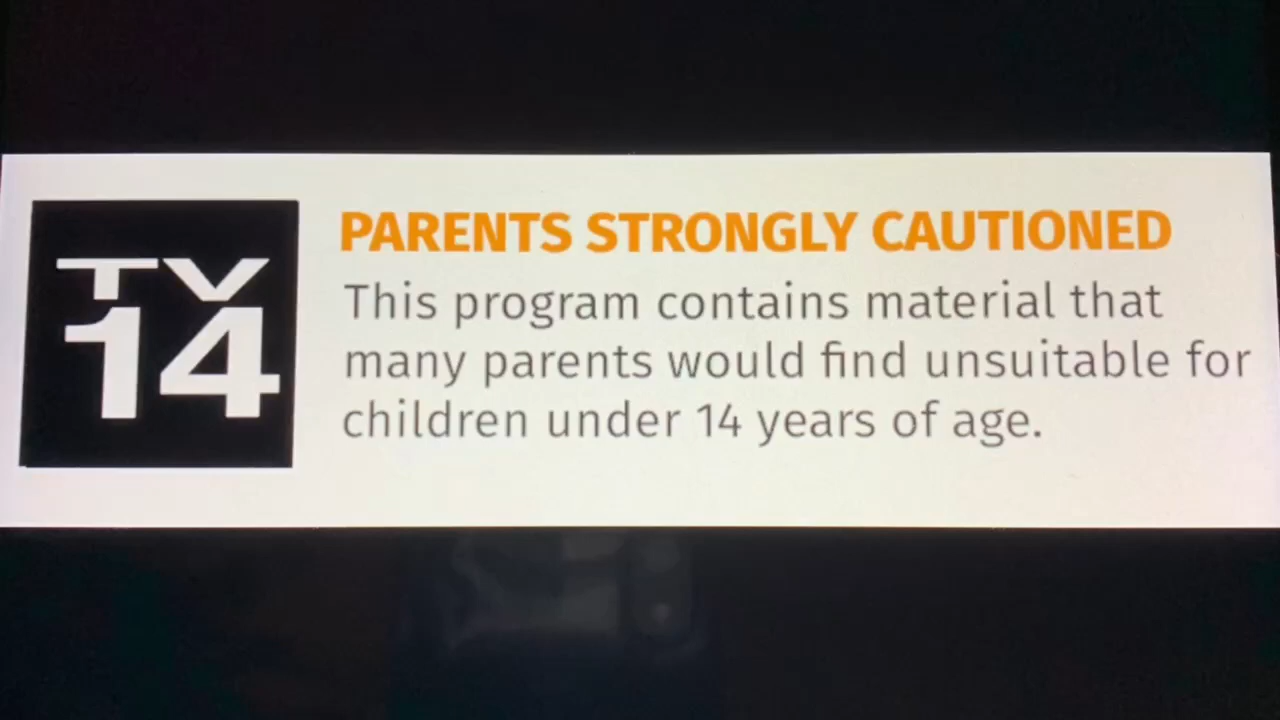 TV
14
PARENTS STRONGLY CAUTIONED
This program contains material that
many parents would find unsuitable for
children under 14 years of age.